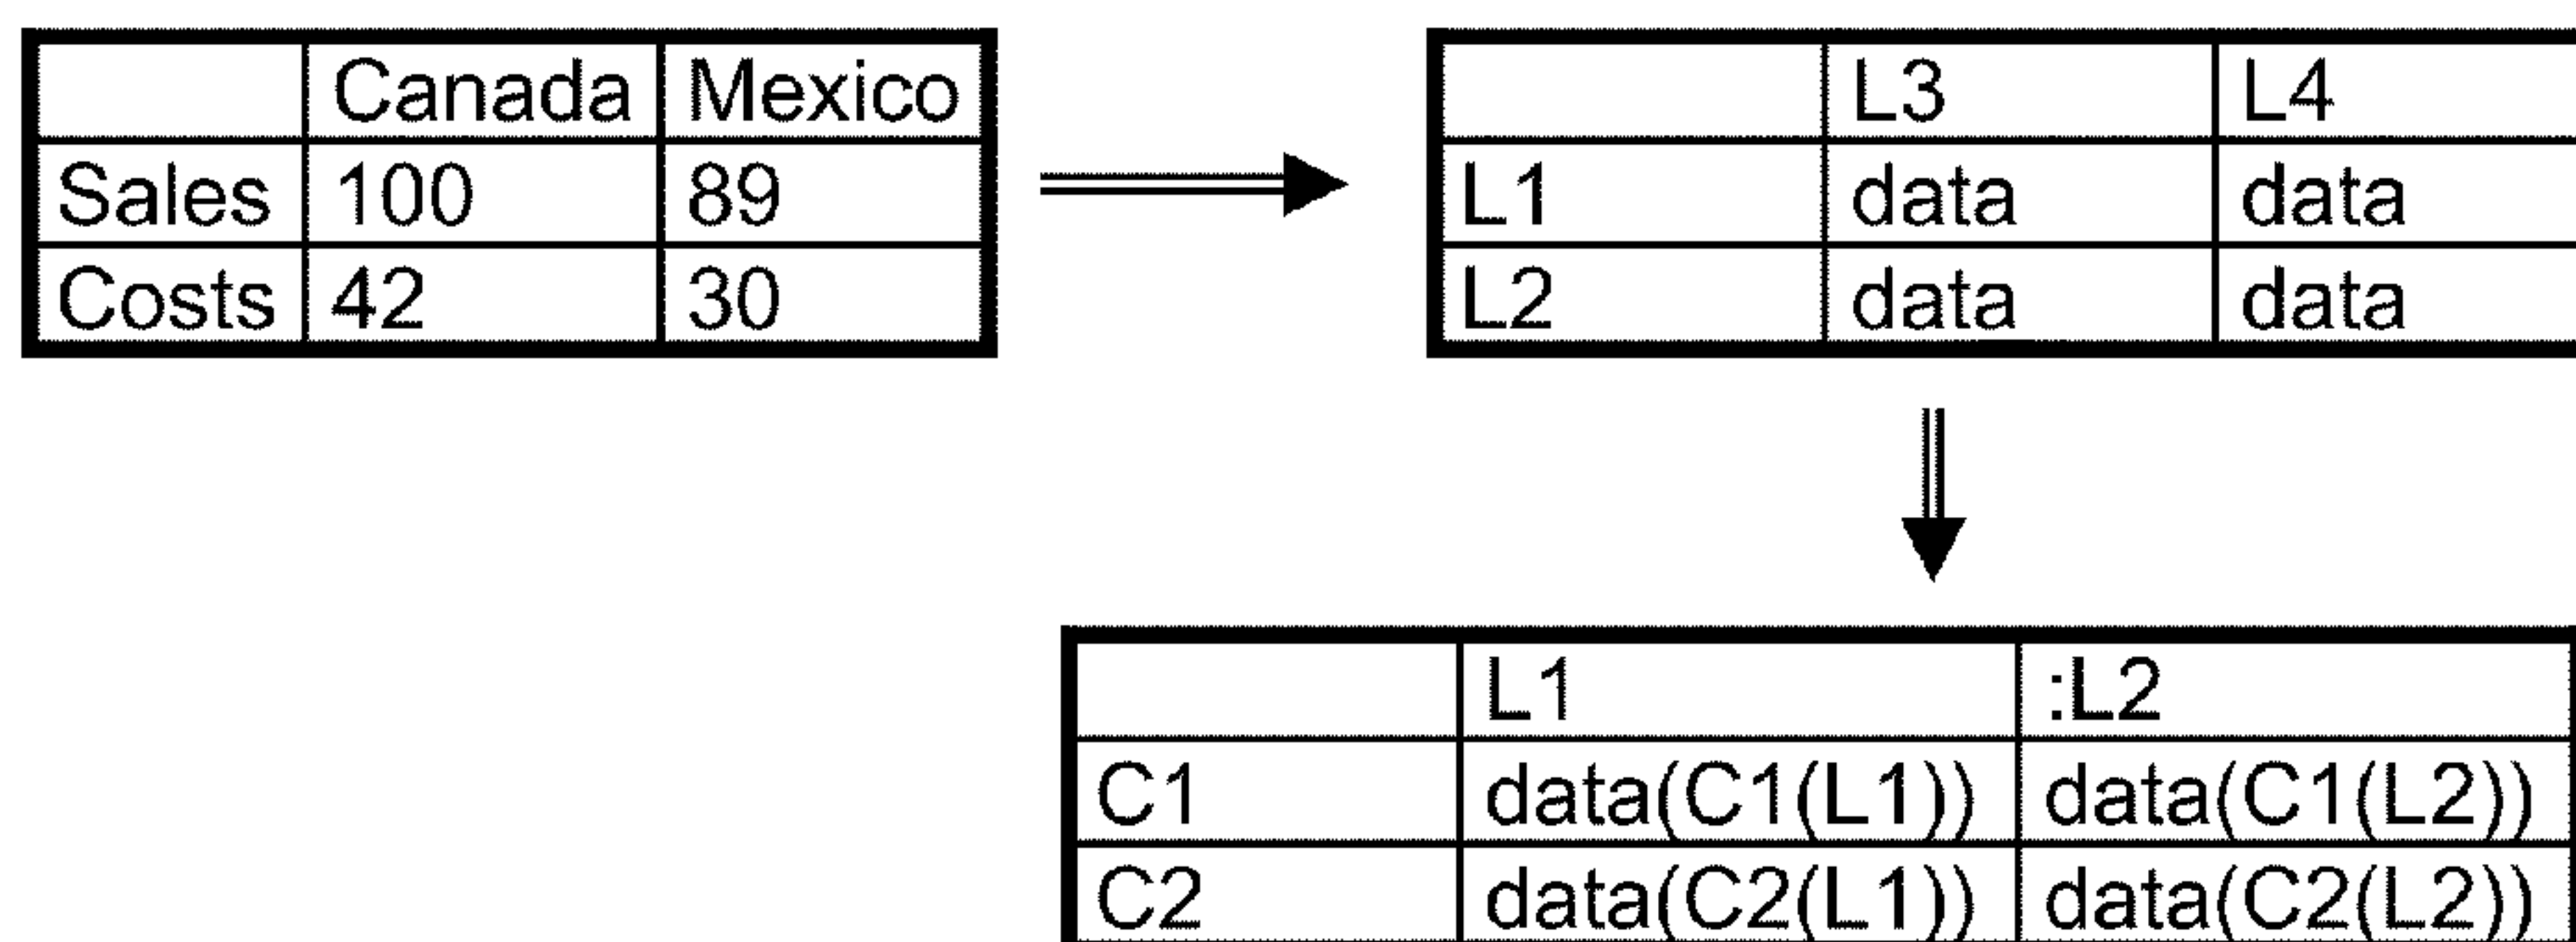 Canada Mexico
Sales 100 89
Costs 42 30
L3 L4
L1 data data
L2 data data
L1 :L2
C1 data(C1(L1)) data(C1(L2))
C2 data(C2(L1)) data(C2(L2))